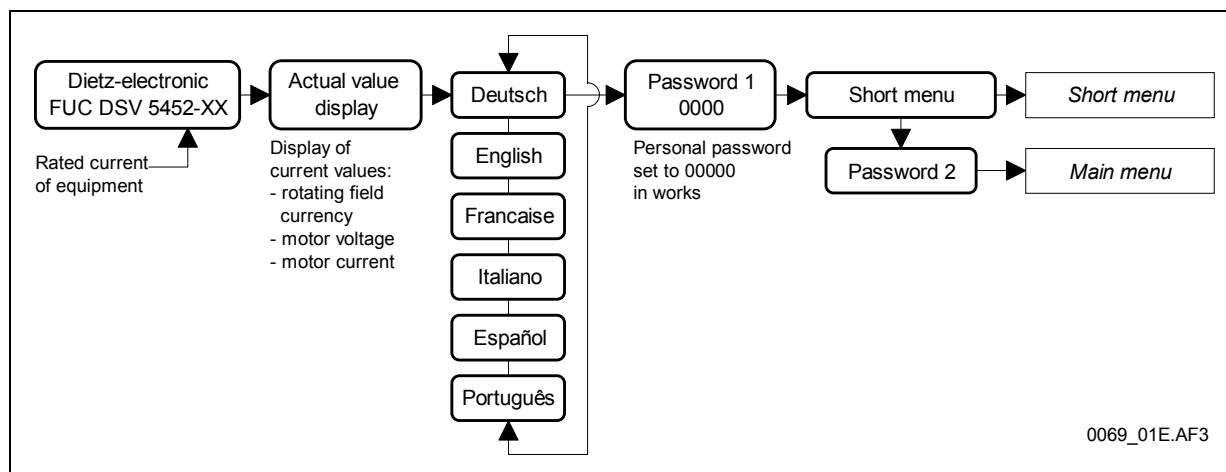 Dietz-electronic
FUC DSV 5452-XX
Rated current
of equipment
Actual value
display
Display of
current values:
- rotating field
currency
- motor voltage
- motor current
Deutsch
English
Francaise
Italiano
Español
Português
Password 1
0000
Personal password
set to 00000
in works
Short menu
Short menu
Password 2
Main menu
0069_01E.AF3